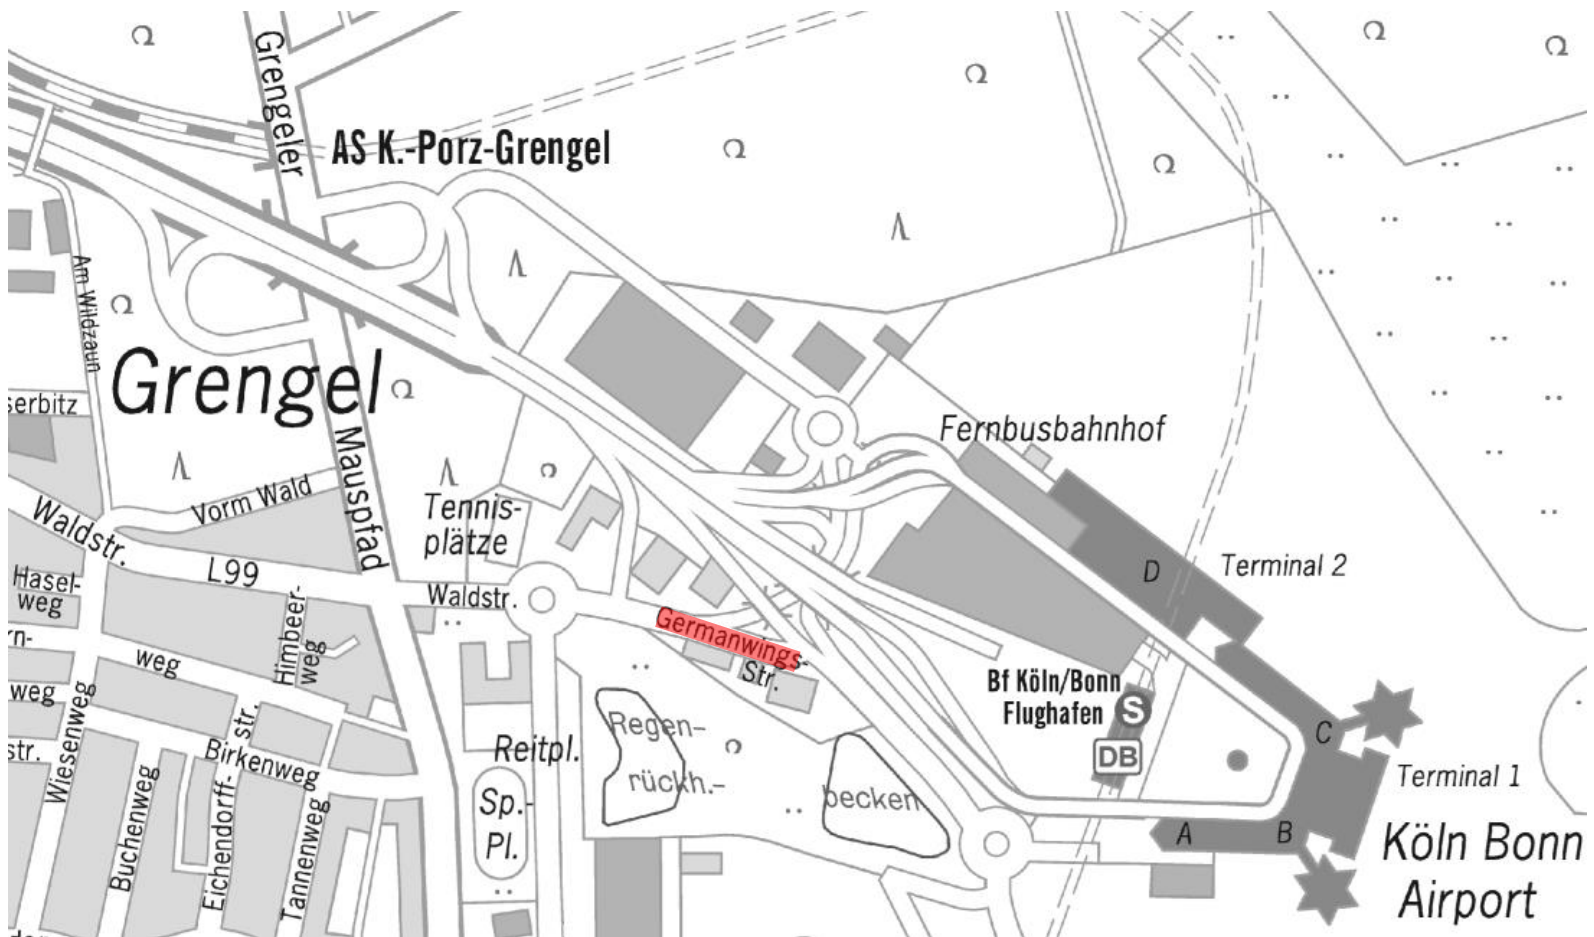 Grengeler
AS K.-Porz-Grengel
Am Wildzaun
Grengel
serbitz
Mauspfad
Fernbusbahnhof
Vorm Wald
Tennis-
plätze
Waldstr.
L99
Hasel-
weg
Himbeer-
weg
Waldstr.
Germanwings-
Str.
D
Terminal 2
rn-
weg
weg
Wiesenweg
str.
str.
Birkenweg
Buchenweg
Eichendorff-
Tannenweg
Reitpl.
Sp.-
Pl.
Regen-
rückh.-
becken
Bf Köln/Bonn
Flughafen
S
DB
C
Terminal 1
A
B
Köln Bonn
Airport